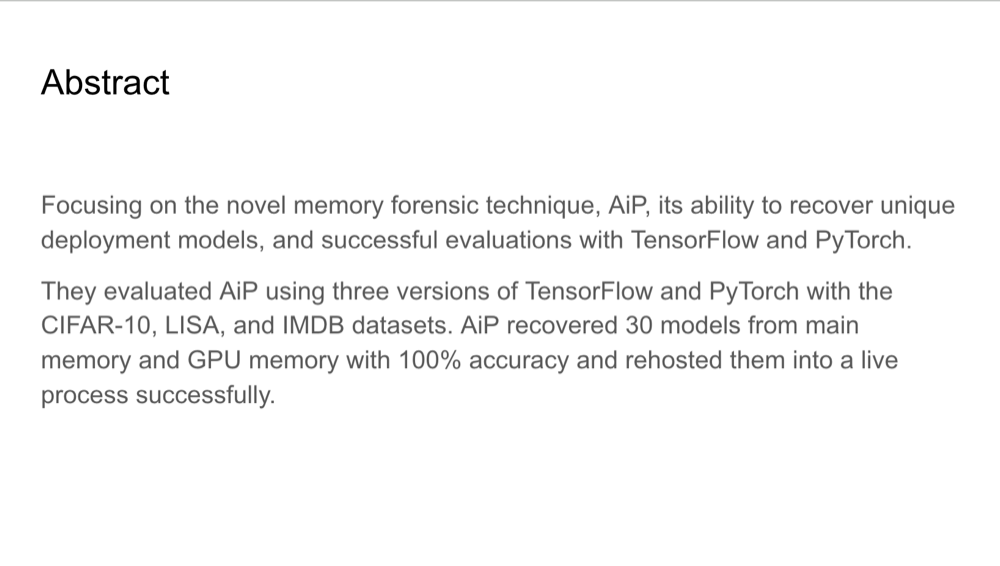 Abstract
Focusing on the novel memory forensic technique, AiP, its ability to recover unique
deployment models, and successful evaluations with TensorFlow and PyTorch.
They evaluated AiP using three versions of TensorFlow and PyTorch with the
CIFAR-10, LISA, and IMDB datasets. AiP recovered 30 models from main
memory and GPU memory with 100% accuracy and rehosted them into a live
process successfully.